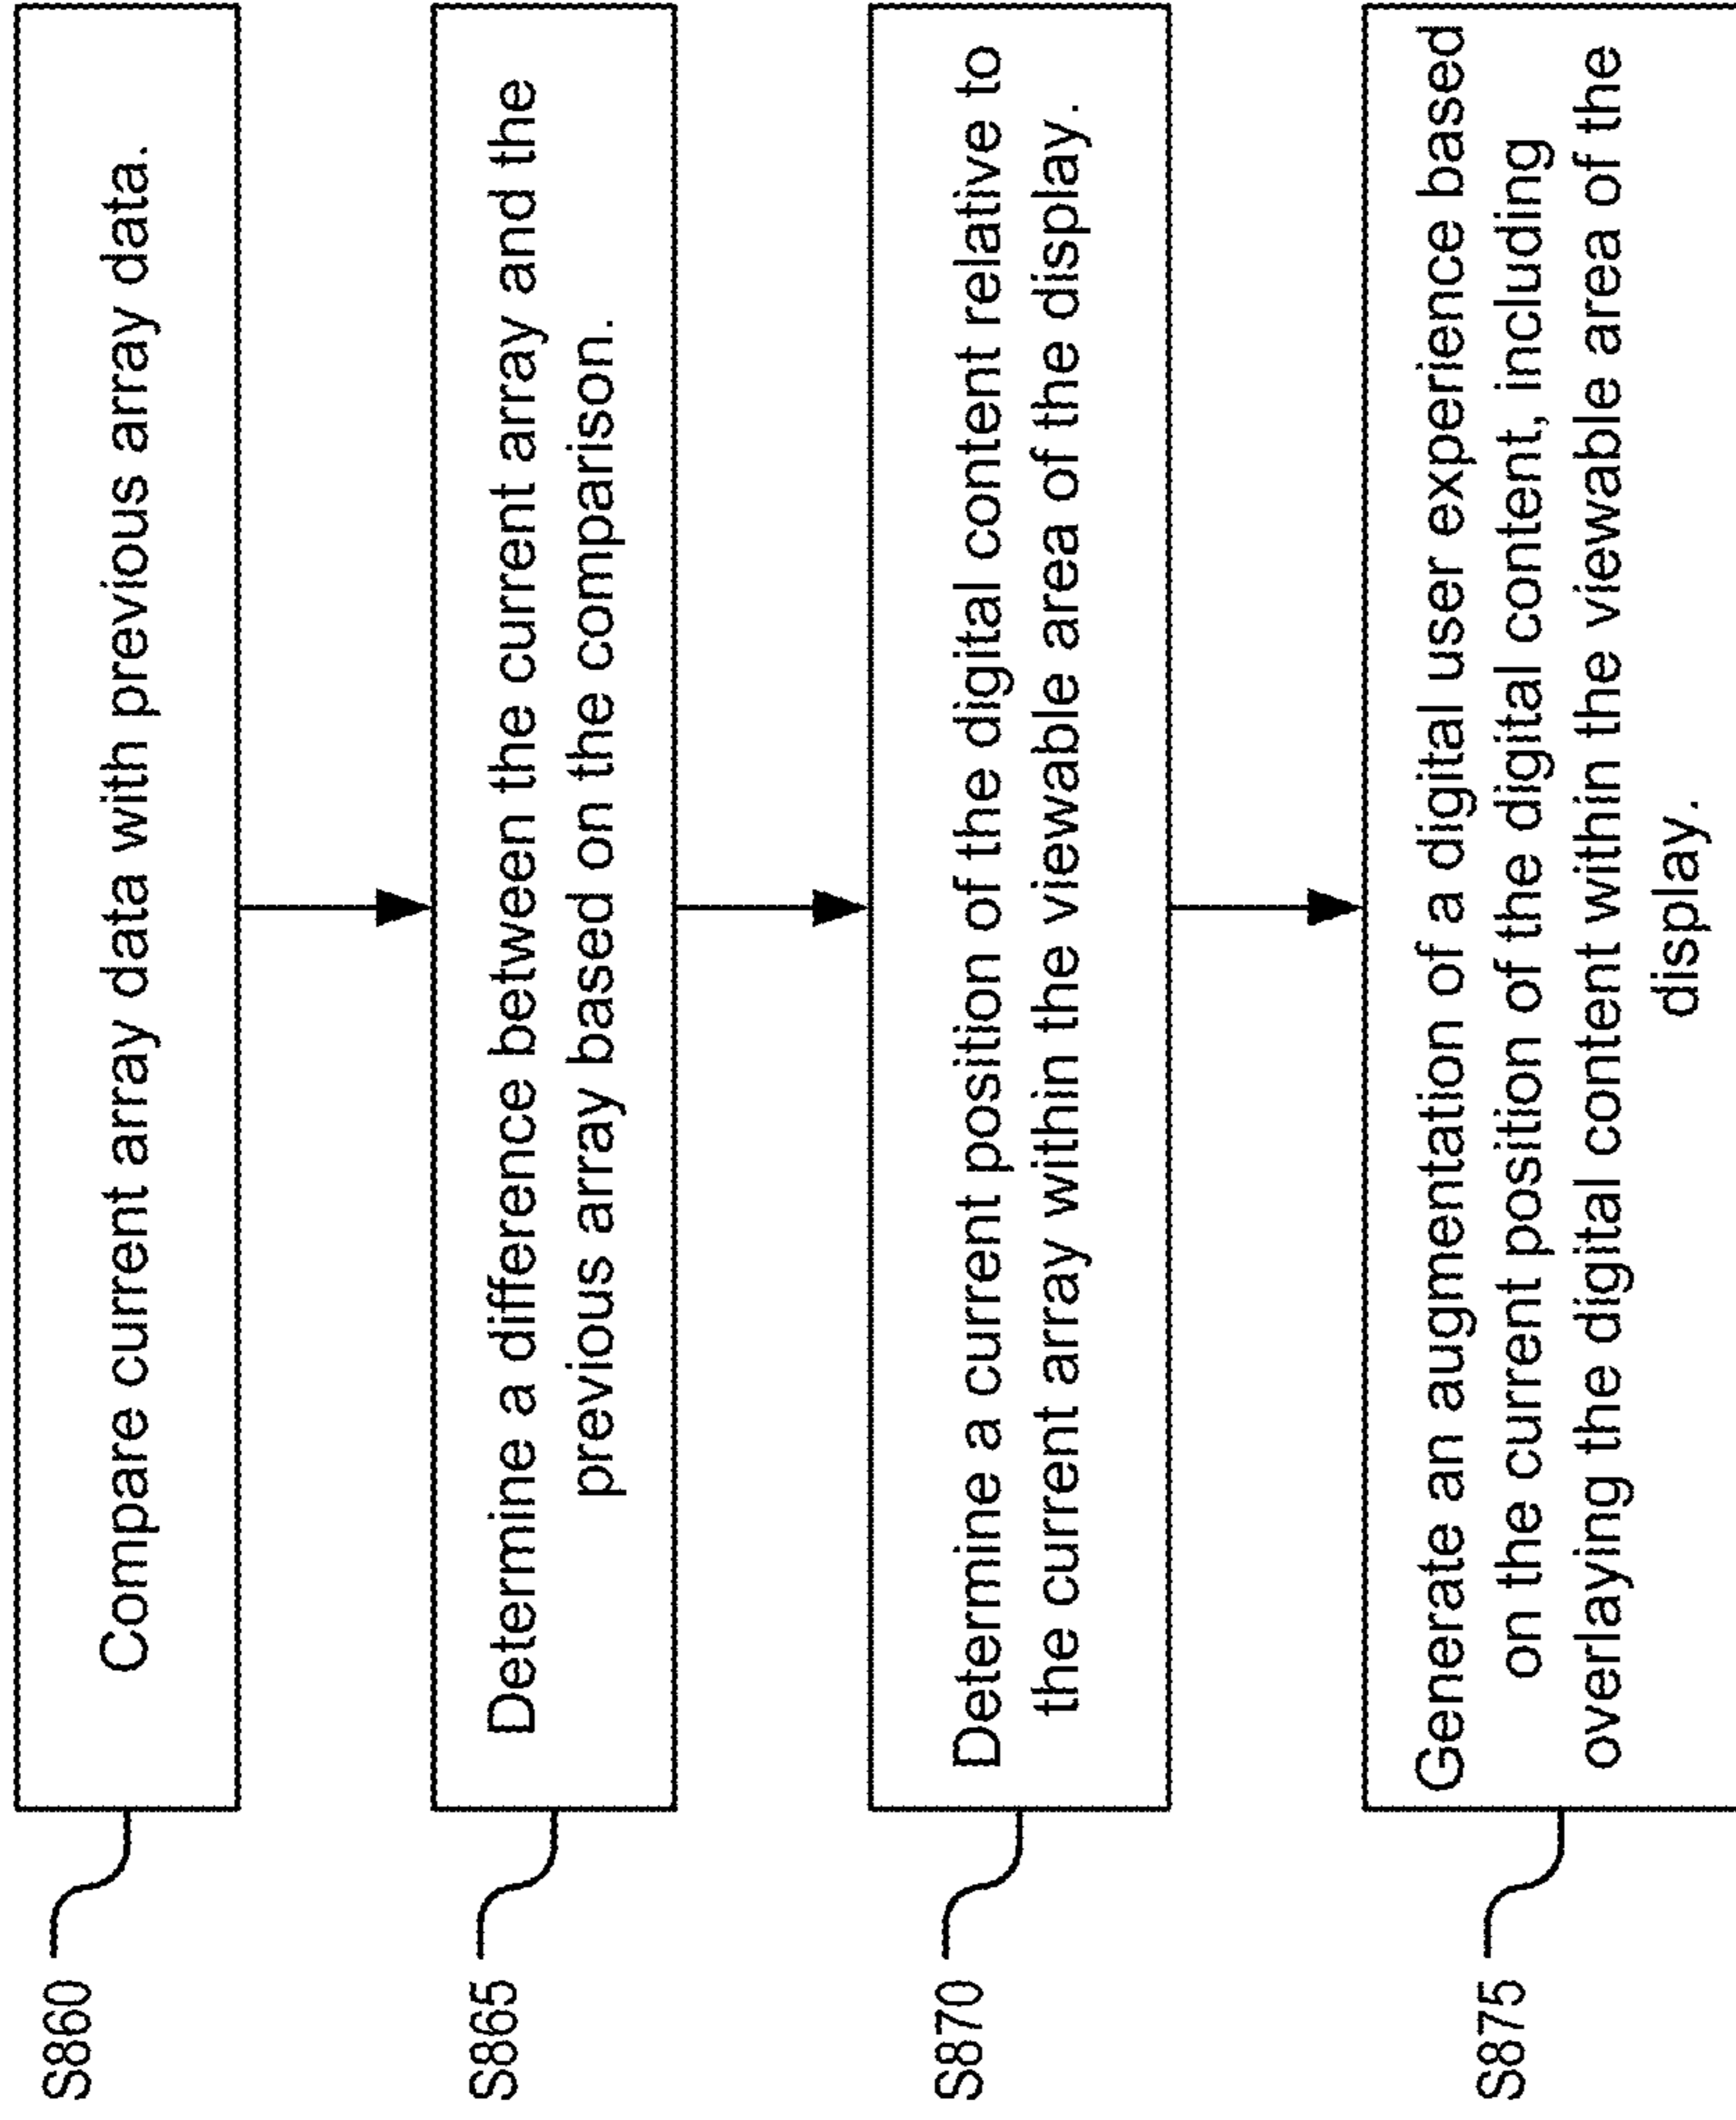 S860
Compare current array data with previous array data.
S865
Determine a difference between the current array and the
previous array based on the comparison.
S870
Determine a current position of the digital content relative to
the current array within the viewable area of the display.
S875
Generate an augmentation of a digital user experience based
on the current position of the digital content, including
overlaying the digital content within the viewable area of the
display.